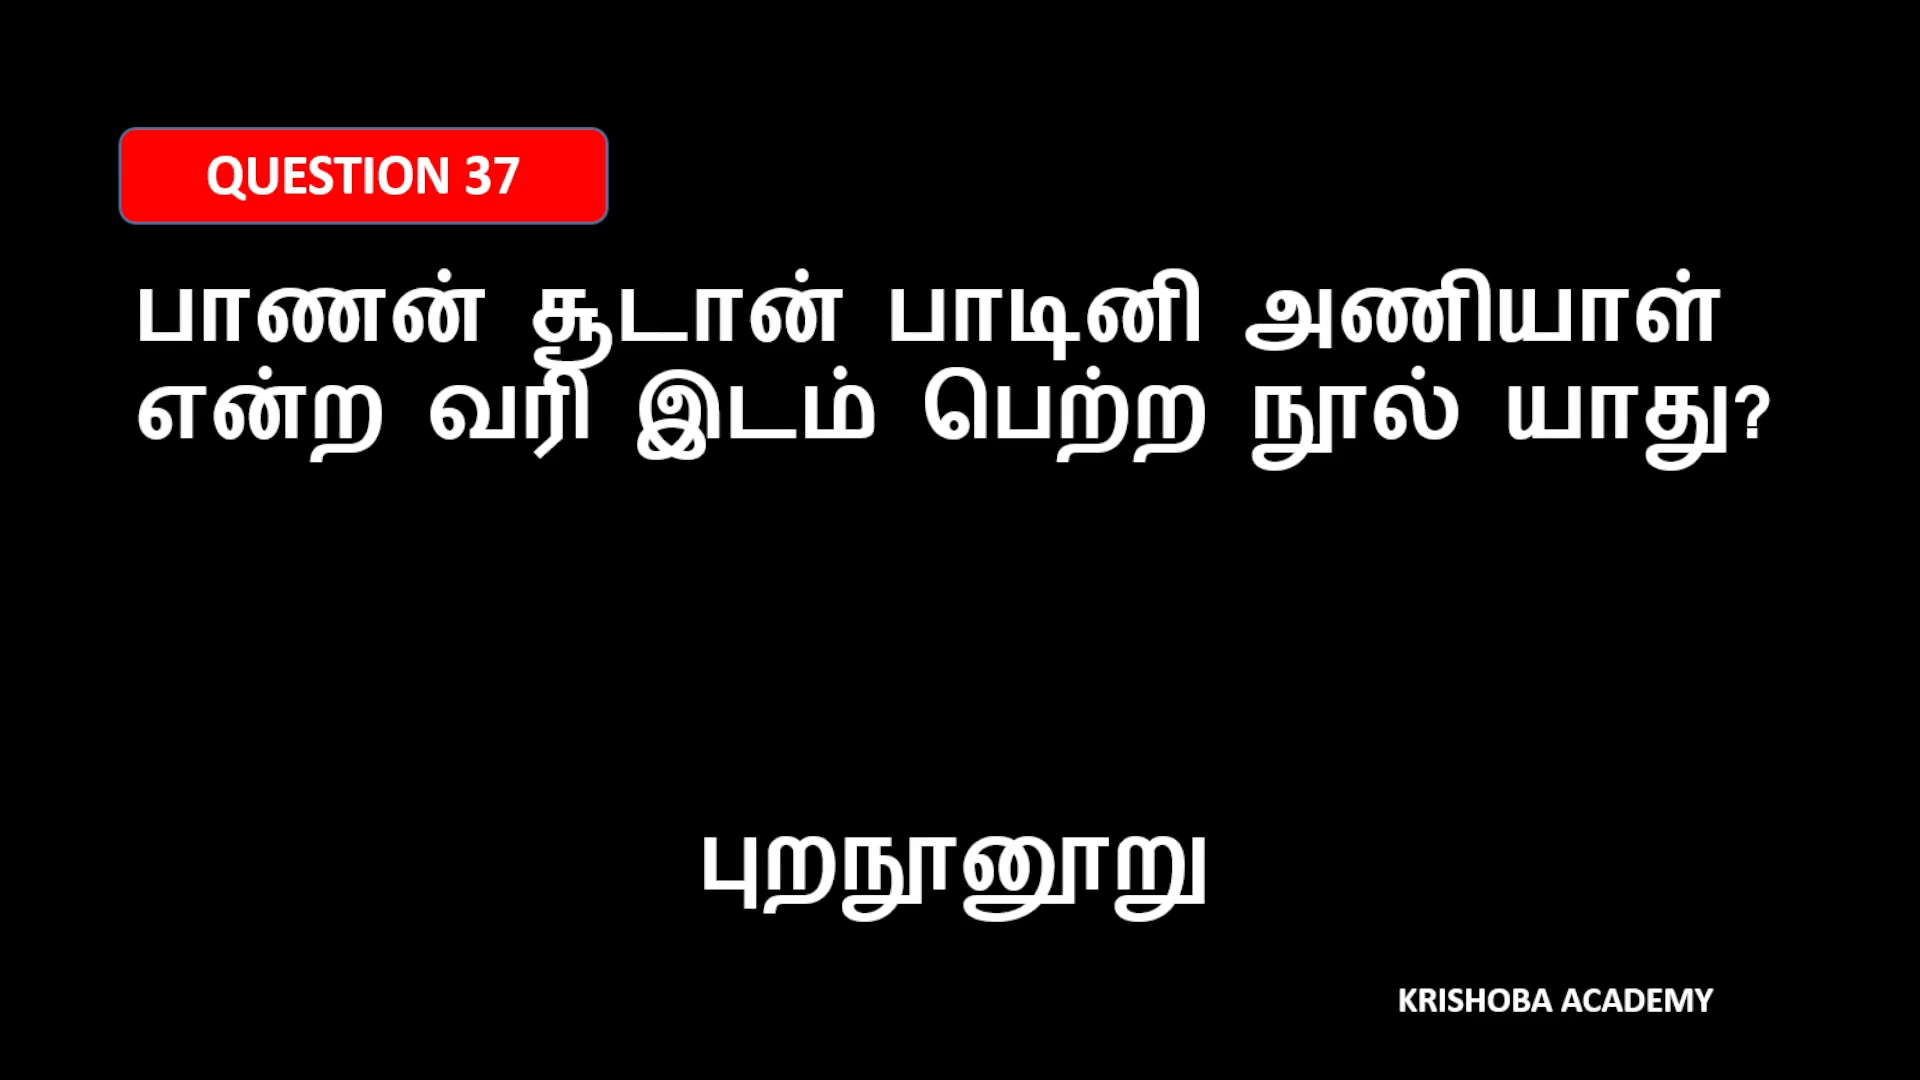 QUESTION 37
பாணன் சூடான் பாடினி அணியாள்
என்ற வரி இடம் பெற்ற நூல் யாது?
புறநானூறு
KRISHOBA ACADEMY